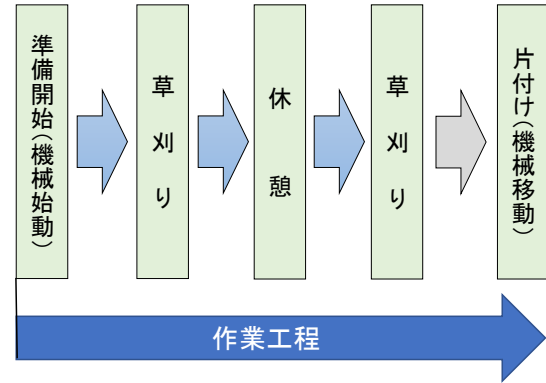 準備開始(機械始動)
草刈り
休憩
草刈り
片付け(機械移動)
作業工程